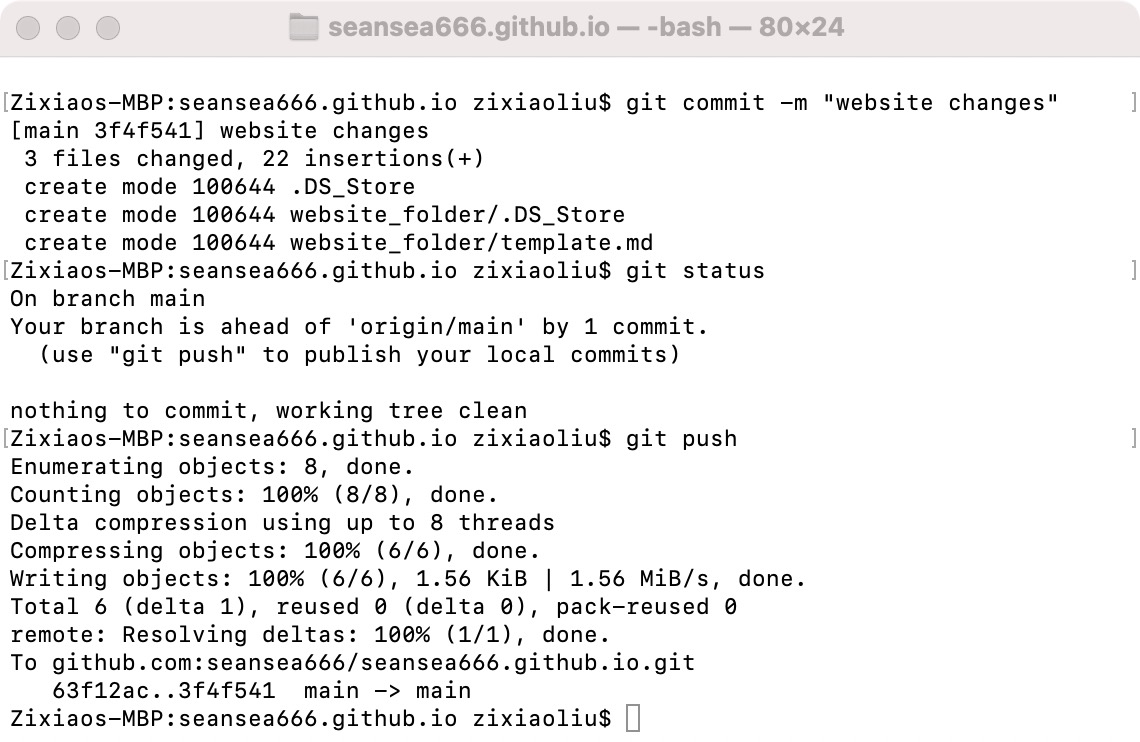 seansea666.github.io — -bash — 80×24
[Zixiaos-MBP:seansea666.github.io zixiaoliu$ git commit -m "website changes" ]
[main 3f4f541] website changes
 3 files changed, 22 insertions(+)
 create mode 100644 .DS_Store
 create mode 100644 website_folder/.DS_Store
 create mode 100644 website_folder/template.md
[Zixiaos-MBP:seansea666.github.io zixiaoliu$ git status ]
On branch main
Your branch is ahead of 'origin/main' by 1 commit.
  (use "git push" to publish your local commits)

nothing to commit, working tree clean
[Zixiaos-MBP:seansea666.github.io zixiaoliu$ git push ]
Enumerating objects: 8, done.
Counting objects: 100% (8/8), done.
Delta compression using up to 8 threads
Compressing objects: 100% (6/6), done.
Writing objects: 100% (6/6), 1.56 KiB | 1.56 MiB/s, done.
Total 6 (delta 1), reused 0 (delta 0), pack-reused 0
remote: Resolving deltas: 100% (1/1), done.
To github.com:seansea666/seansea666.github.io.git
   63f12ac..3f4f541  main -> main
Zixiaos-MBP:seansea666.github.io zixiaoliu$